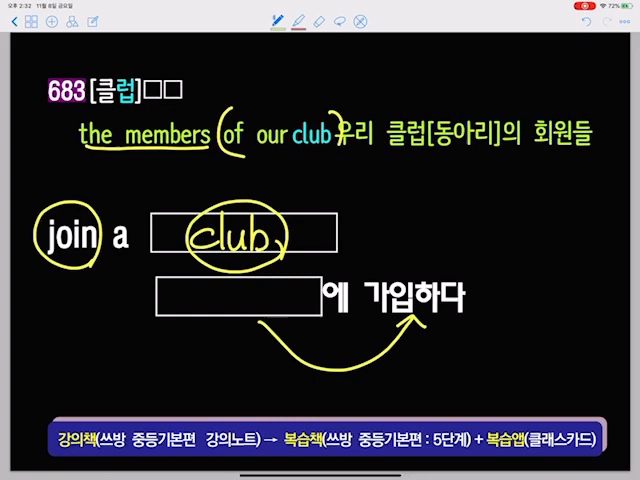 오후 2:32 11월 8일 금요일 72%
683[클럽]□□
the members of our club 우리 클럽[동아리]의 회원들
join a club
에 가입하다
강의책(쓰방 중등기본편 강의노트) → 복습책(쓰방 중등기본편 : 5단계) + 복습앱(클래스카드)